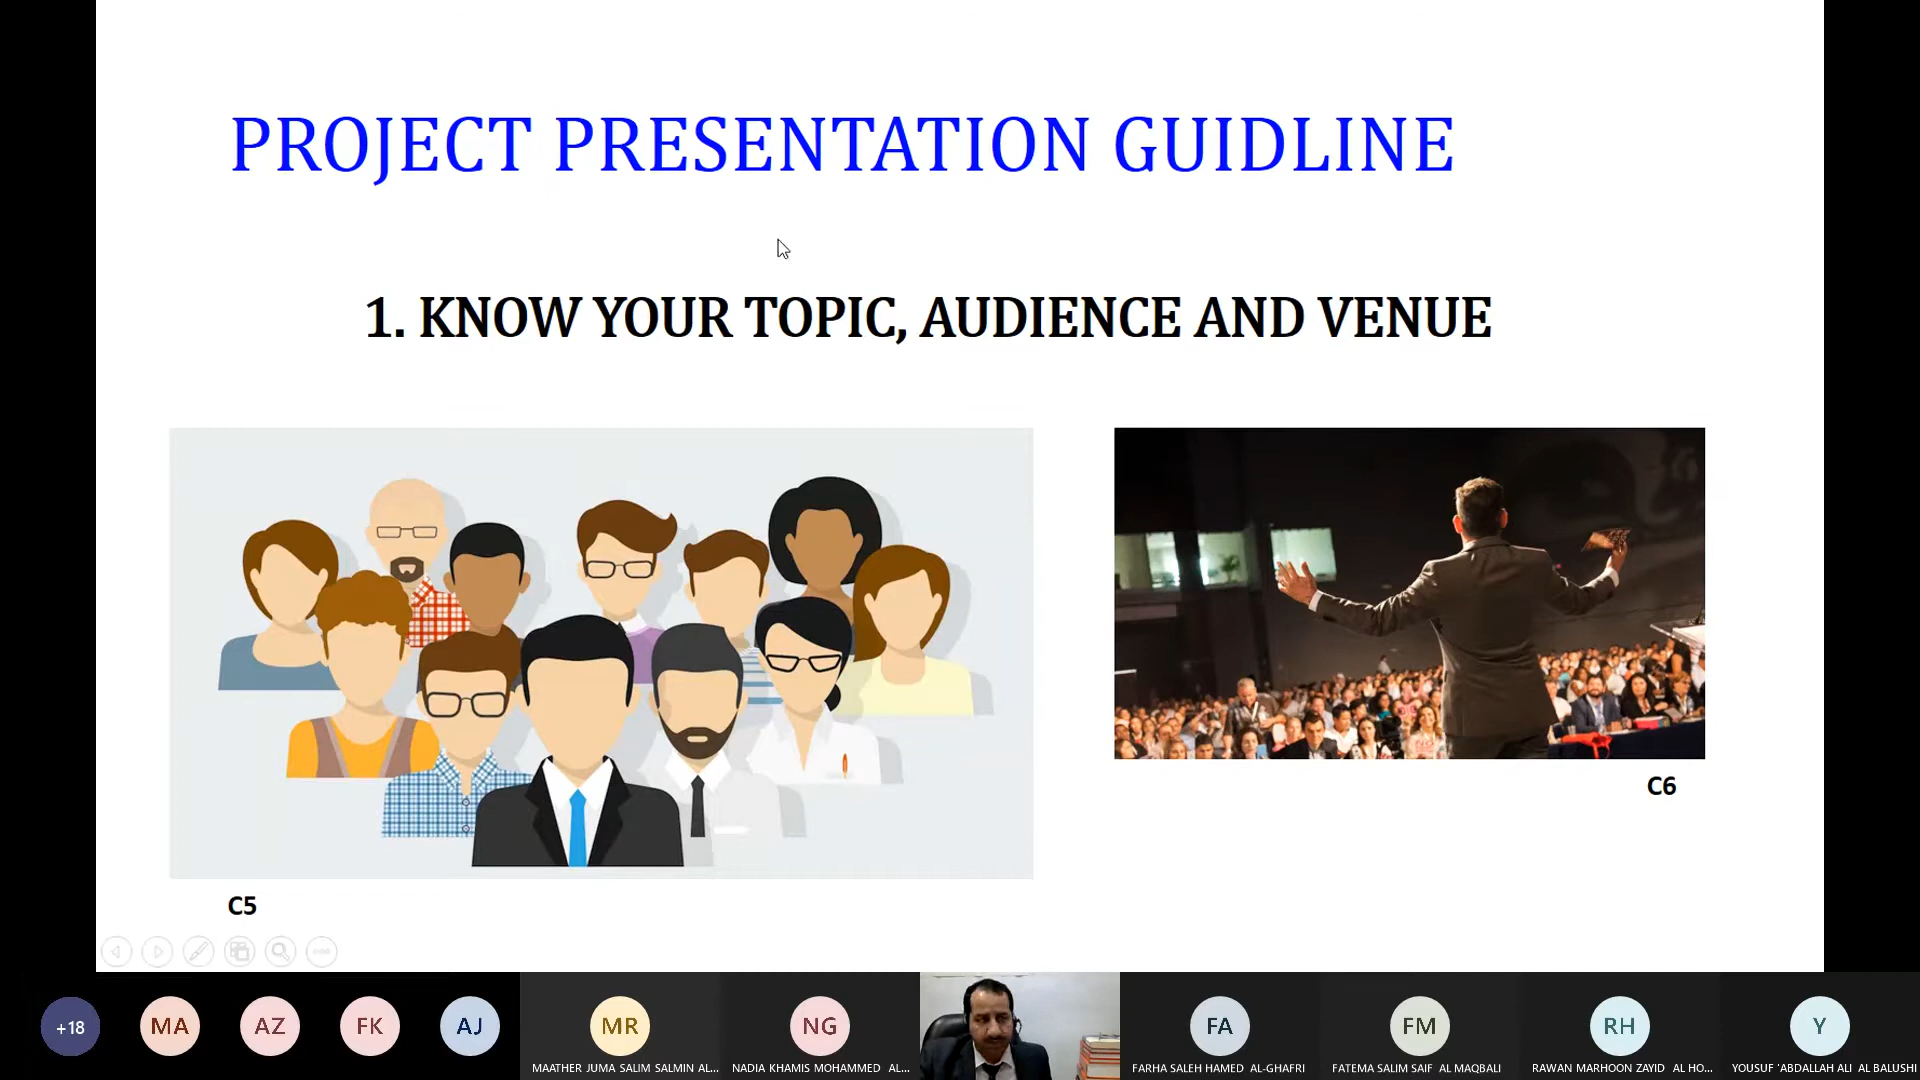 PROJECT PRESENTATION GUIDLINE
1. KNOW YOUR TOPIC, AUDIENCE AND VENUE
C6
C5
+18
MA
AZ
FK
AJ
MR
NG
FA
FM
RH
Y
MAATHER JUMA SALIM SALMIN AL...
NADIA KHAMIS MOHAMMED AL...
FARHA SALEH HAMED AL-GHAFRI
FATEMA SALIM SAIF AL MAQBALI
RAWAN MARHOON ZAYID AL HO...
YOUSUF 'ABDALLAH ALI AL BALUSHI